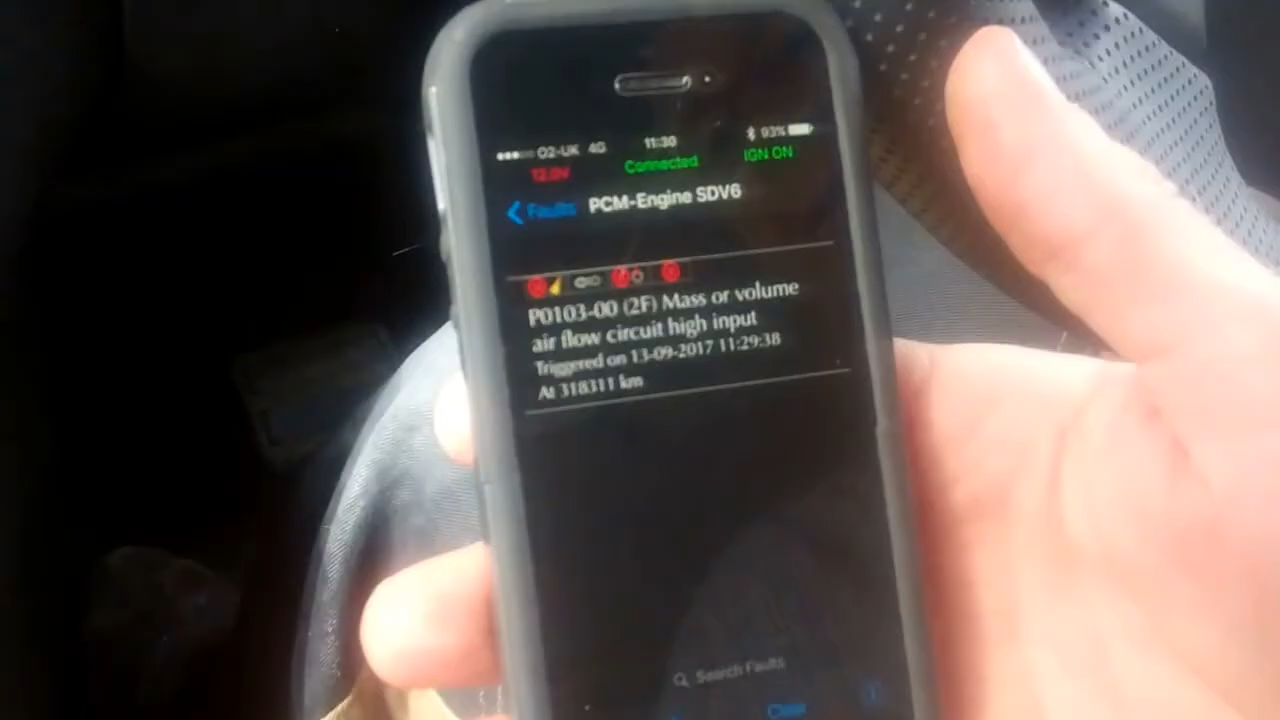 O2-UK 4G 11:30 93%
12.0V Connected IGN ON
Faults PCM-Engine SDV6
P0103-00 (2F) Mass or volume
air flow circuit high input
Triggered on 13-09-2017 11:29:38
At 318311 km
Search Faults
Clear